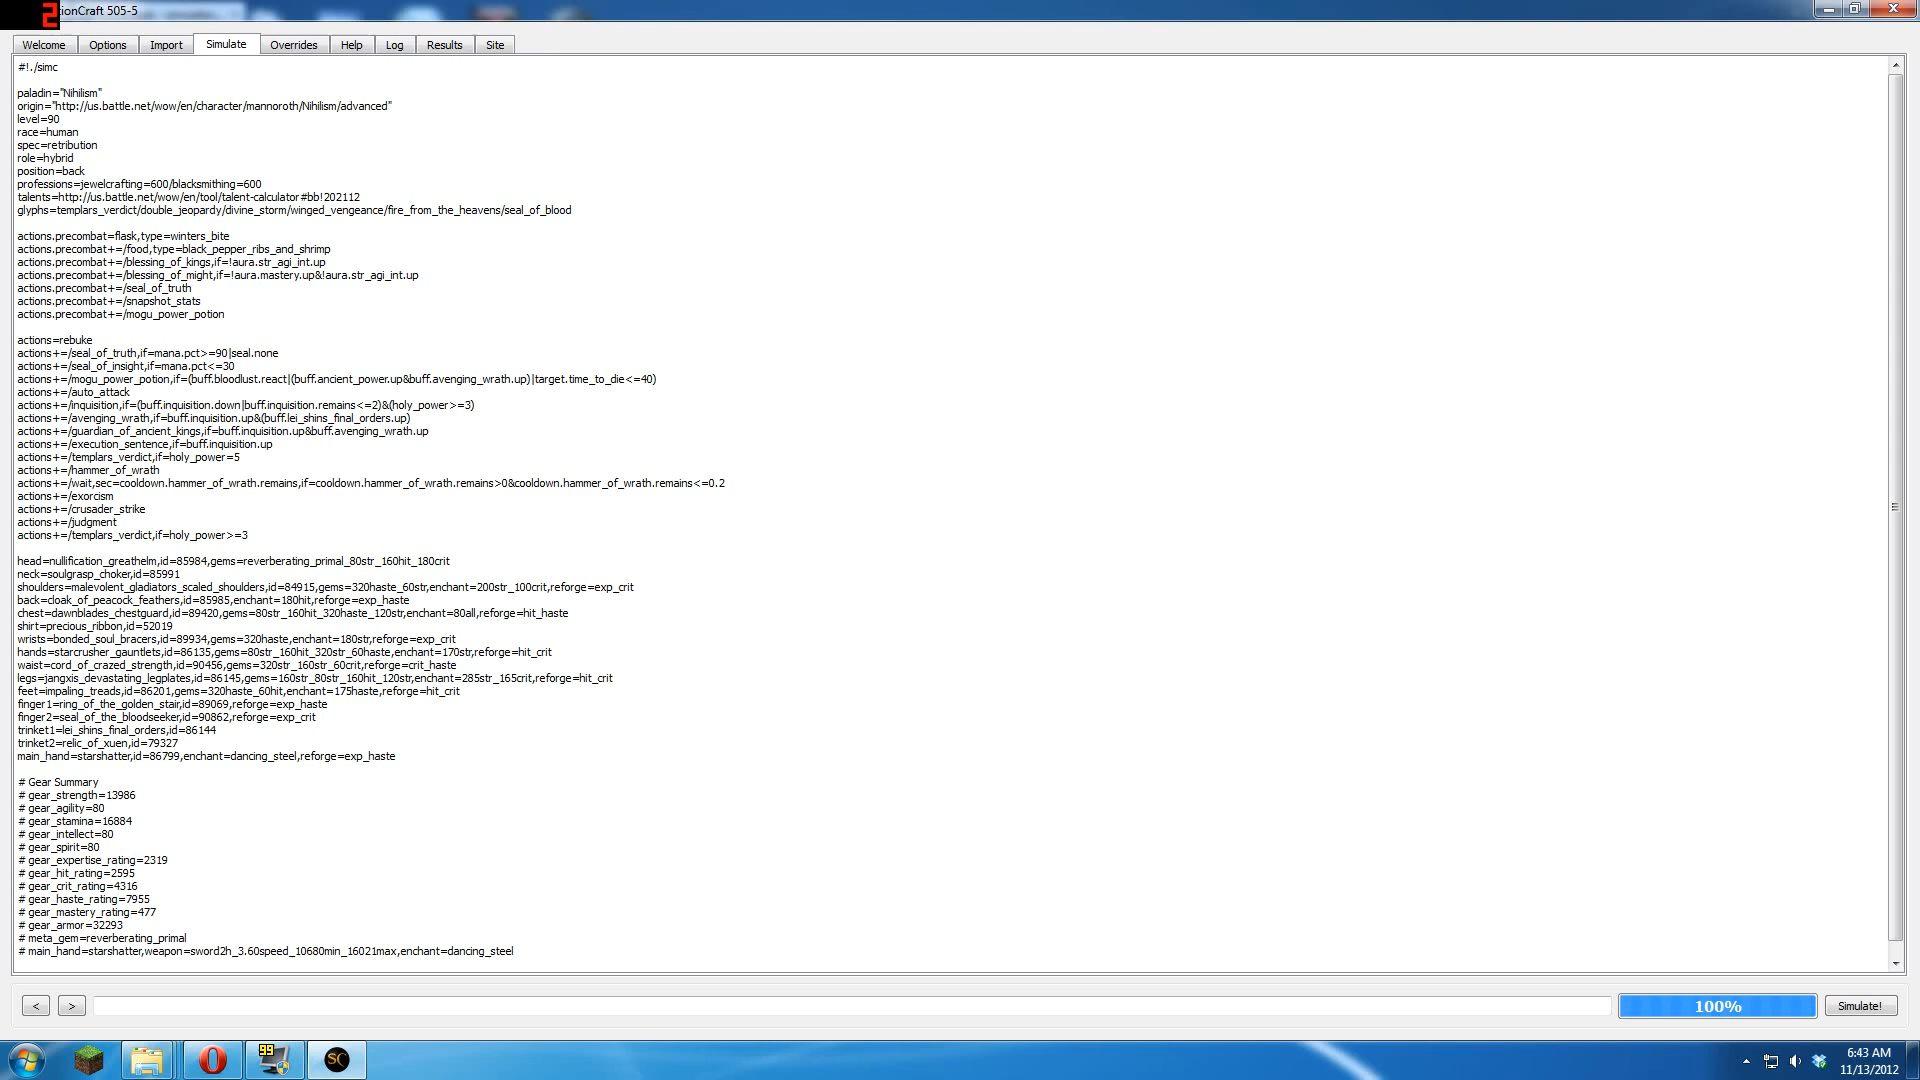 2
ionCraft 505-5
Welcome Options Import Simulate Overrides Help Log Results Site
#!./simc
paladin="Nihilism"
origin="http://us.battle.net/wow/en/character/mannoroth/Nihilism/advanced"
level=90
race=human
spec=retribution
role=hybrid
position=back
professions=jewelcrafting=600/blacksmithing=600
talents=http://us.battle.net/wow/en/tool/talent-calculator#bb!202112
glyphs=templars_verdict/double_jeopardy/divine_storm/winged_vengeance/fire_from_the_heavens/seal_of_blood
actions.precombat=flask,type=winters_bite
actions.precombat+=/food,type=black_pepper_ribs_and_shrimp
actions.precombat+=/blessing_of_kings,if=!aura.str_agi_int.up
actions.precombat+=/blessing_of_might,if=!aura.mastery.up&!aura.str_agi_int.up
actions.precombat+=/seal_of_truth
actions.precombat+=/snapshot_stats
actions.precombat+=/mogu_power_potion
actions=rebuke
actions+=/seal_of_truth,if=mana.pct>=90|seal.none
actions+=/seal_of_insight,if=mana.pct<=30
actions+=/mogu_power_potion,if=(buff.bloodlust.react|(buff.ancient_power.up&buff.avenging_wrath.up)|target.time_to_die<=40)
actions+=/auto_attack
actions+=/inquisition,if=(buff.inquisition.down|buff.inquisition.remains<=2)&(holy_power>=3)
actions+=/avenging_wrath,if=buff.inquisition.up&(buff.lei_shins_final_orders.up)
actions+=/guardian_of_ancient_kings,if=buff.inquisition.up&buff.avenging_wrath.up
actions+=/execution_sentence,if=buff.inquisition.up
actions+=/templars_verdict,if=holy_power=5
actions+=/hammer_of_wrath
actions+=/wait,sec=cooldown.hammer_of_wrath.remains,if=cooldown.hammer_of_wrath.remains>0&cooldown.hammer_of_wrath.remains<=0.2
actions+=/exorcism
actions+=/crusader_strike
actions+=/judgment
actions+=/templars_verdict,if=holy_power>=3
head=nullification_greathelm,id=85984,gems=reverberating_primal_80str_160hit_180crit
neck=soulgrasp_choker,id=85991
shoulders=malevolent_gladiators_scaled_shoulders,id=84915,gems=320haste_60str,enchant=200str_100crit,reforge=exp_crit
back=cloak_of_peacock_feathers,id=85985,enchant=180hit,reforge=exp_haste
chest=dawnblades_chestguard,id=89420,gems=80str_160hit_320haste_120str,enchant=80all,reforge=hit_haste
shirt=precious_ribbon,id=52019
wrists=bonded_soul_bracers,id=89934,gems=320haste,enchant=180str,reforge=exp_crit
hands=starcrusher_gauntlets,id=86135,gems=80str_160hit_320str_60haste,enchant=170str,reforge=hit_crit
waist=cord_of_crazed_strength,id=90456,gems=320str_160str_60crit,reforge=crit_haste
legs=jangxis_devastating_legplates,id=86145,gems=160str_80str_160hit_120str,enchant=285str_165crit,reforge=hit_crit
feet=impaling_treads,id=86201,gems=320haste_60hit,enchant=175haste,reforge=hit_crit
finger1=ring_of_the_golden_stair,id=89069,reforge=exp_haste
finger2=seal_of_the_bloodseeker,id=90862,reforge=exp_crit
trinket1=lei_shins_final_orders,id=86144
trinket2=relic_of_xuen,id=79327
main_hand=starshatter,id=86799,enchant=dancing_steel,reforge=exp_haste
# Gear Summary
# gear_strength=13986
# gear_agility=80
# gear_stamina=16884
# gear_intellect=80
# gear_spirit=80
# gear_expertise_rating=2319
# gear_hit_rating=2595
# gear_crit_rating=4316
# gear_haste_rating=7955
# gear_mastery_rating=477
# gear_armor=32293
# meta_gem=reverberating_primal
# main_hand=starshatter,weapon=sword2h_3.60speed_10680min_16021max,enchant=dancing_steel
< > 100% Simulate!
99 SC
6:43 AM
11/13/2012